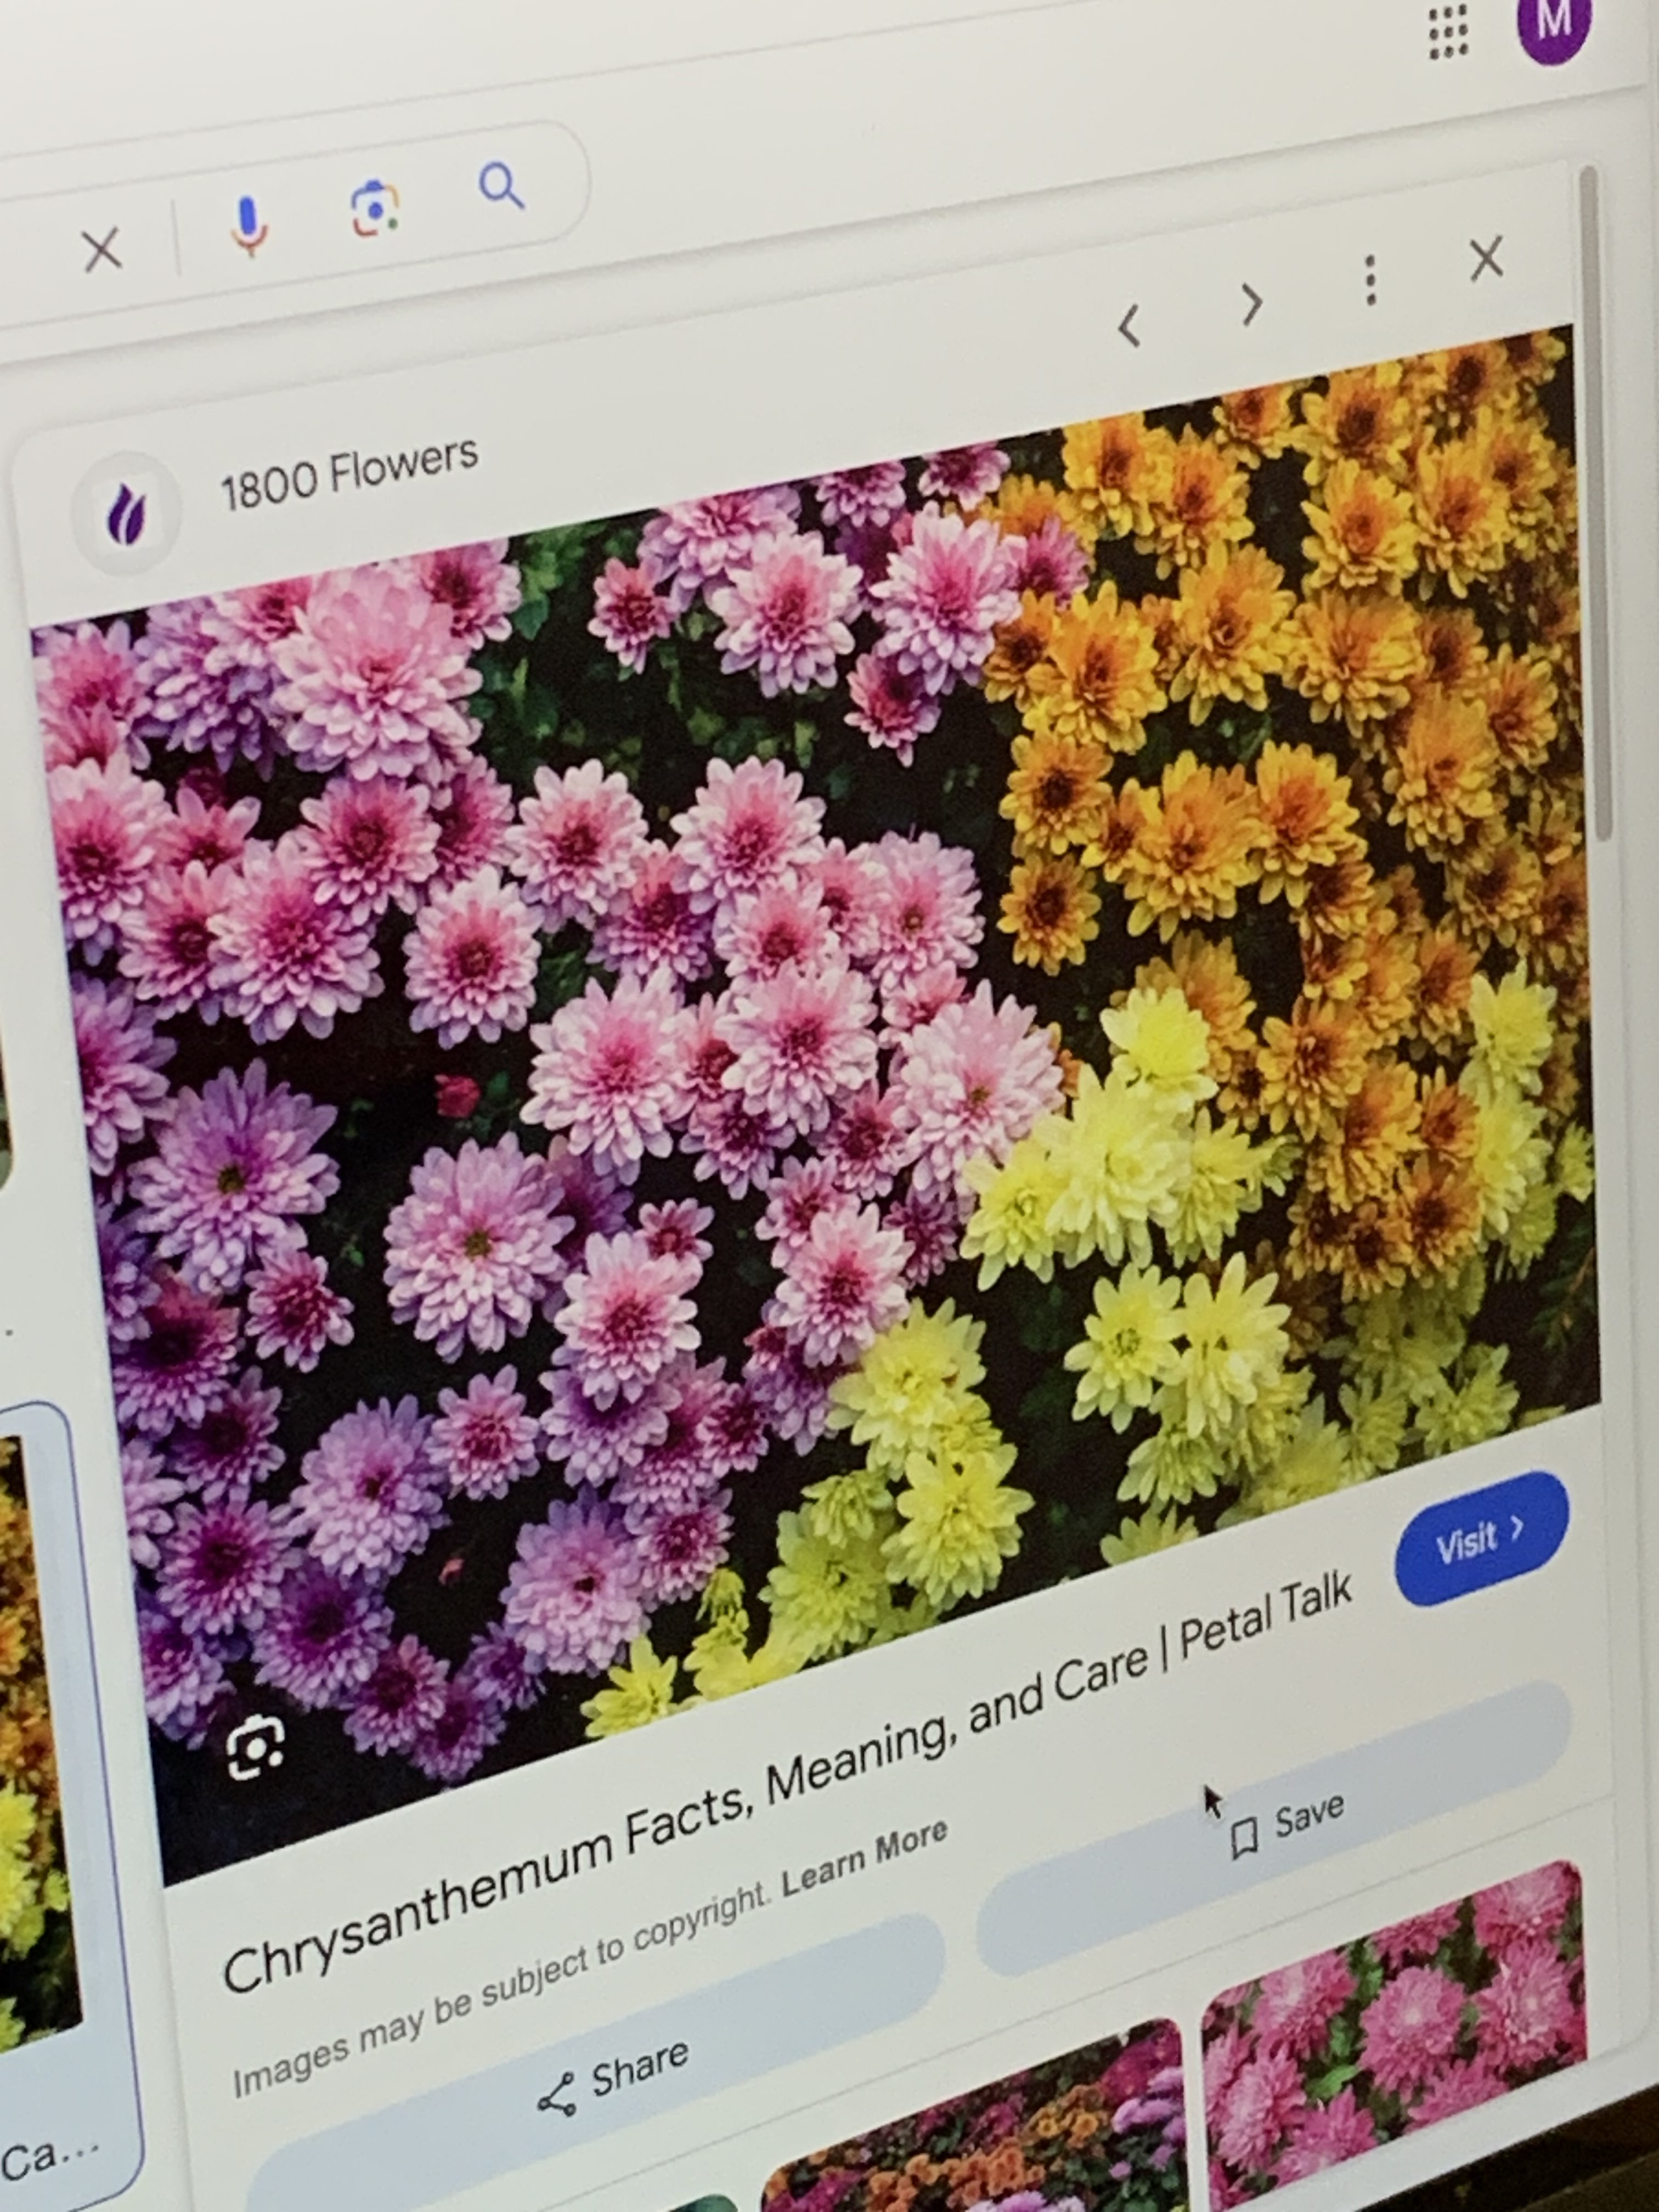 M
1800 Flowers
Visit
Chrysanthemum Facts, Meaning, and Care | Petal Talk
Images may be subject to copyright. Learn More
Share
Save
Ca...